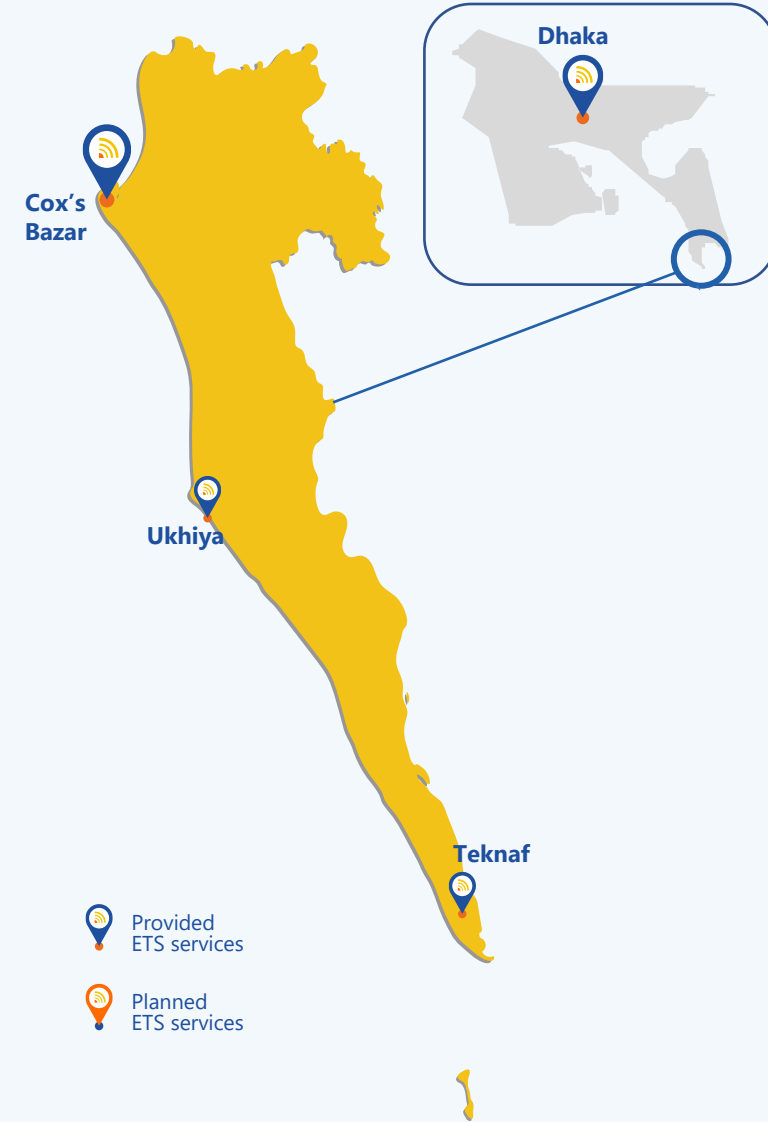 Dhaka
Cox’s
Bazar
Ukhiya
Teknaf
Provided
ETS services
Planned
ETS services